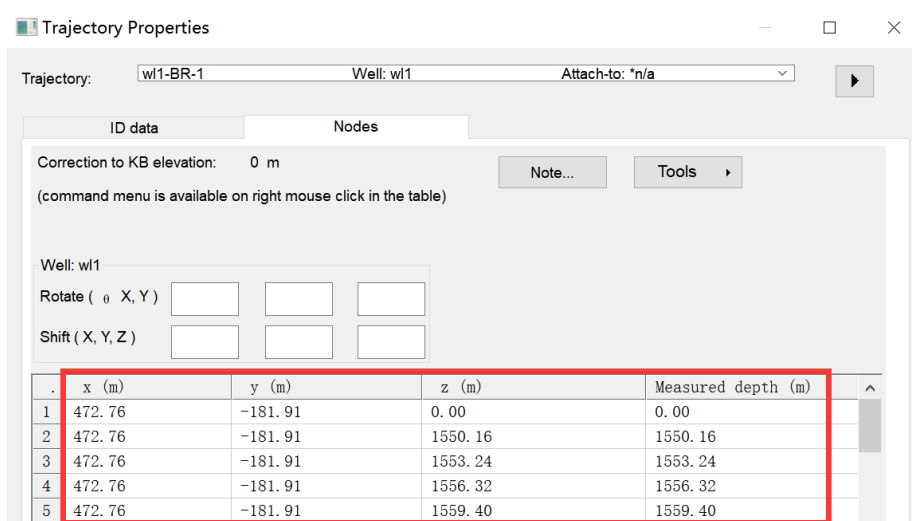 Trajectory Properties
Trajectory: wl1-BR-1 Well: wl1 Attach-to: *n/a
ID data Nodes
Correction to KB elevation: 0 m
Note... Tools
(command menu is available on right mouse click in the table)
Well: wl1
Rotate ( θ X, Y )
Shift ( X, Y, Z )
. x (m) y (m) z (m) Measured depth (m)
1 472.76 -181.91 0.00 0.00
2 472.76 -181.91 1550.16 1550.16
3 472.76 -181.91 1553.24 1553.24
4 472.76 -181.91 1556.32 1556.32
5 472.76 -181.91 1559.40 1559.40